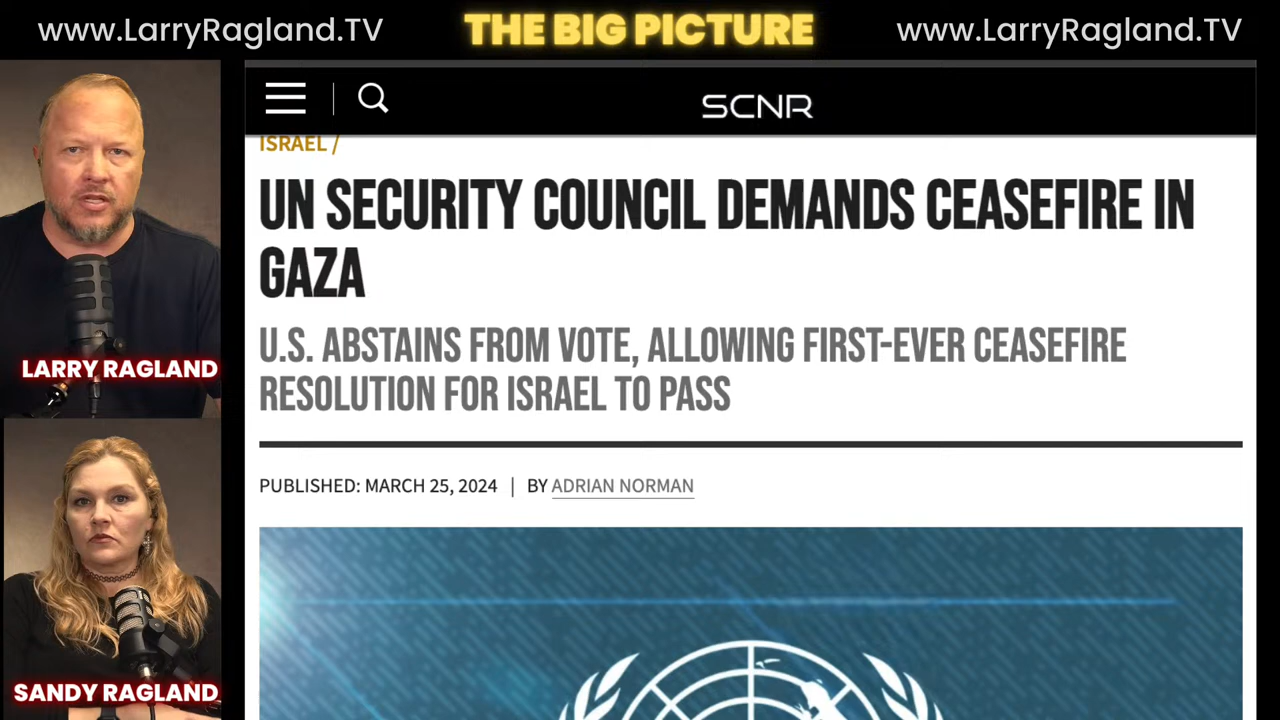 www.LarryRagland.TV
THE BIG PICTURE
www.LarryRagland.TV
SCNR
ISRAEL /
UN SECURITY COUNCIL DEMANDS CEASEFIRE IN
GAZA
U.S. ABSTAINS FROM VOTE, ALLOWING FIRST-EVER CEASEFIRE
RESOLUTION FOR ISRAEL TO PASS
PUBLISHED: MARCH 25, 2024 | BY ADRIAN NORMAN
LARRY RAGLAND
SANDY RAGLAND